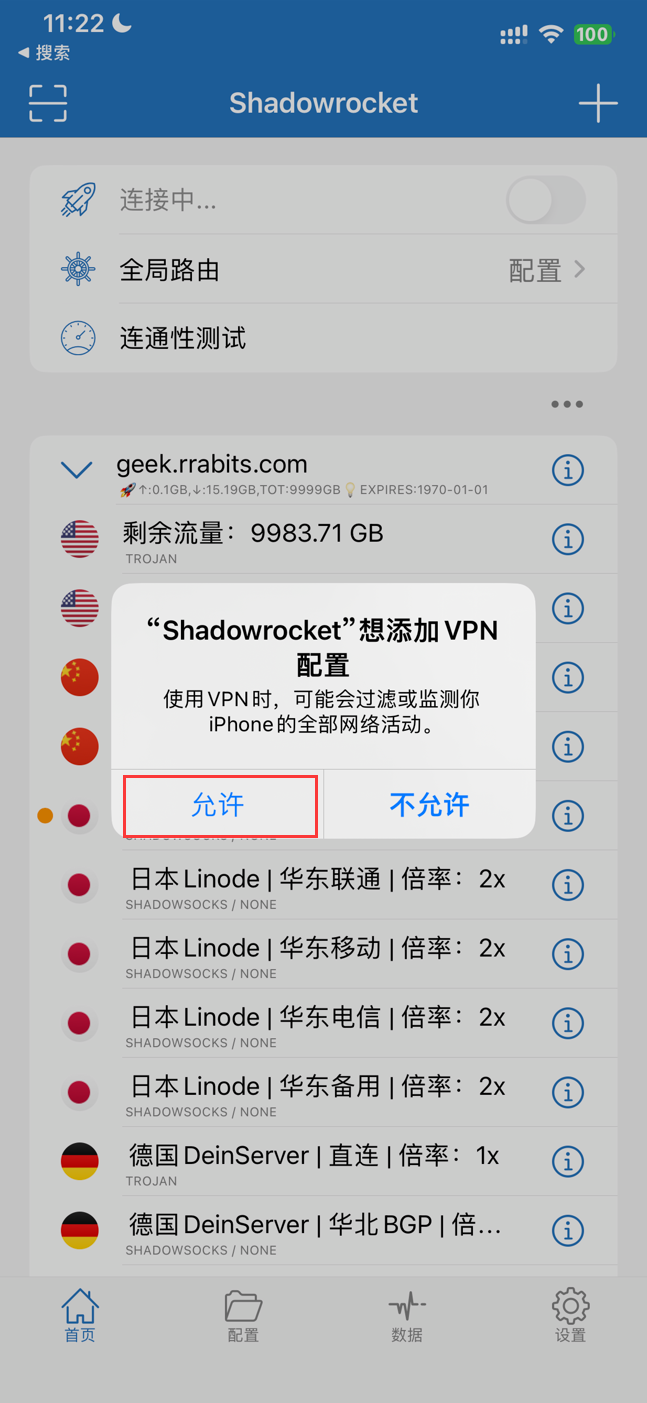 11:22
100
◀ 搜索
Shadowrocket
连接中...
全局路由
配置
连通性测试
geek.rrabits.com
🚀↑:0.1GB,↓:15.19GB,TOT:9999GB💡EXPIRES:1970-01-01
剩余流量：9983.71 GB
TROJAN
“Shadowrocket”想添加 VPN
配置
使用 VPN 时，可能会过滤或监测你
iPhone 的全部网络活动。
允许
不允许
SHADOWSOCKS / NONE
日本 Linode | 华东联通 | 倍率：2x
SHADOWSOCKS / NONE
日本 Linode | 华东移动 | 倍率：2x
SHADOWSOCKS / NONE
日本 Linode | 华东电信 | 倍率：2x
SHADOWSOCKS / NONE
日本 Linode | 华东备用 | 倍率：2x
SHADOWSOCKS / NONE
德国 DeinServer | 直连 | 倍率：1x
TROJAN
德国 DeinServer | 华北 BGP | 倍...
SHADOWSOCKS / NONE
首页
配置
数据
设置